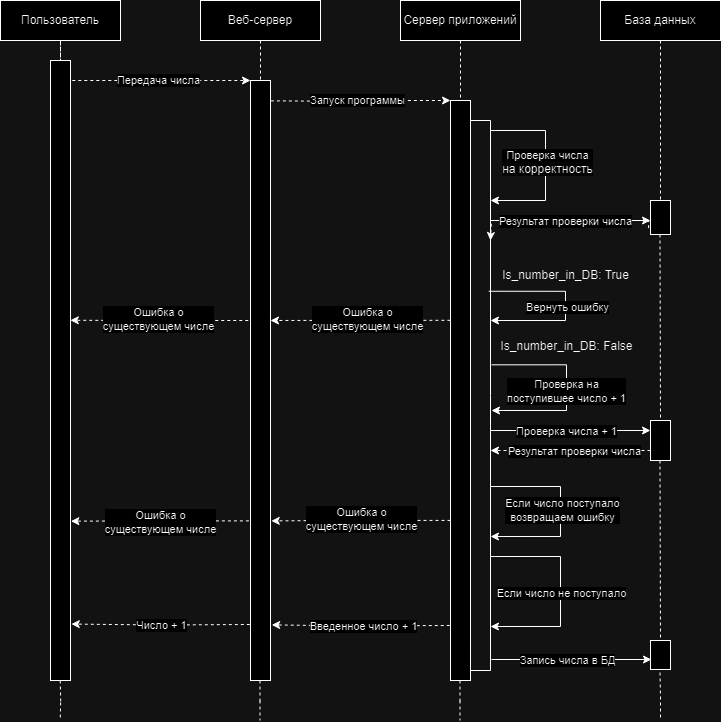 Пользователь
Веб-сервер
Сервер приложений
База данных
Передача числа
Запуск программы
Проверка числа
на корректность
Результат проверки числа
Is_number_in_DB: True
Вернуть ошибку
Ошибка о
существующем числе
Ошибка о
существующем числе
Is_number_in_DB: False
Проверка на
поступившее число + 1
Проверка числа + 1
Результат проверки числа
Если число поступало
возвращаем ошибку
Ошибка о
существующем числе
Ошибка о
существующем числе
Если число не поступало
Число + 1
Введенное число + 1
Запись числа в БД